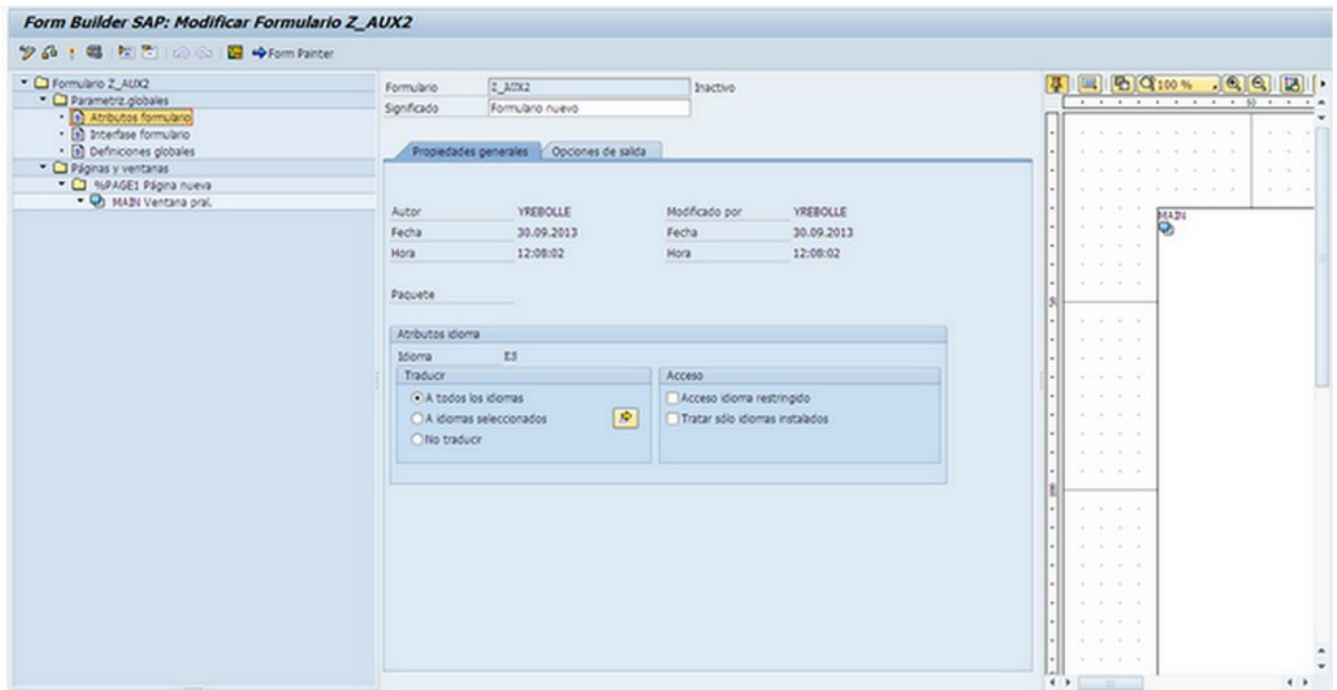 Form Builder SAP: Modificar Formulario Z_AUX2
Form Painter
Formulario Z_AUX2
Parametriz.globales
Atributos formulario
Interfase formulario
Definiciones globales
Páginas y ventanas
%PAGE1 Página nueva
MAIN Ventana pral.
Formulario Z_AUX2 Inactivo
Significado Formulario nuevo
Propiedades generales Opciones de salida
Autor YREBOLLE Modificado por YREBOLLE
Fecha 30.09.2013 Fecha 30.09.2013
Hora 12:08:02 Hora 12:08:02
Paquete
Atributos idioma
Idioma ES
Traducir Acceso
A todos los idiomas Acceso idioma restringido
A idiomas seleccionados Tratar sólo idiomas instalados
No traducir
100 %
50
MAIN
50
100